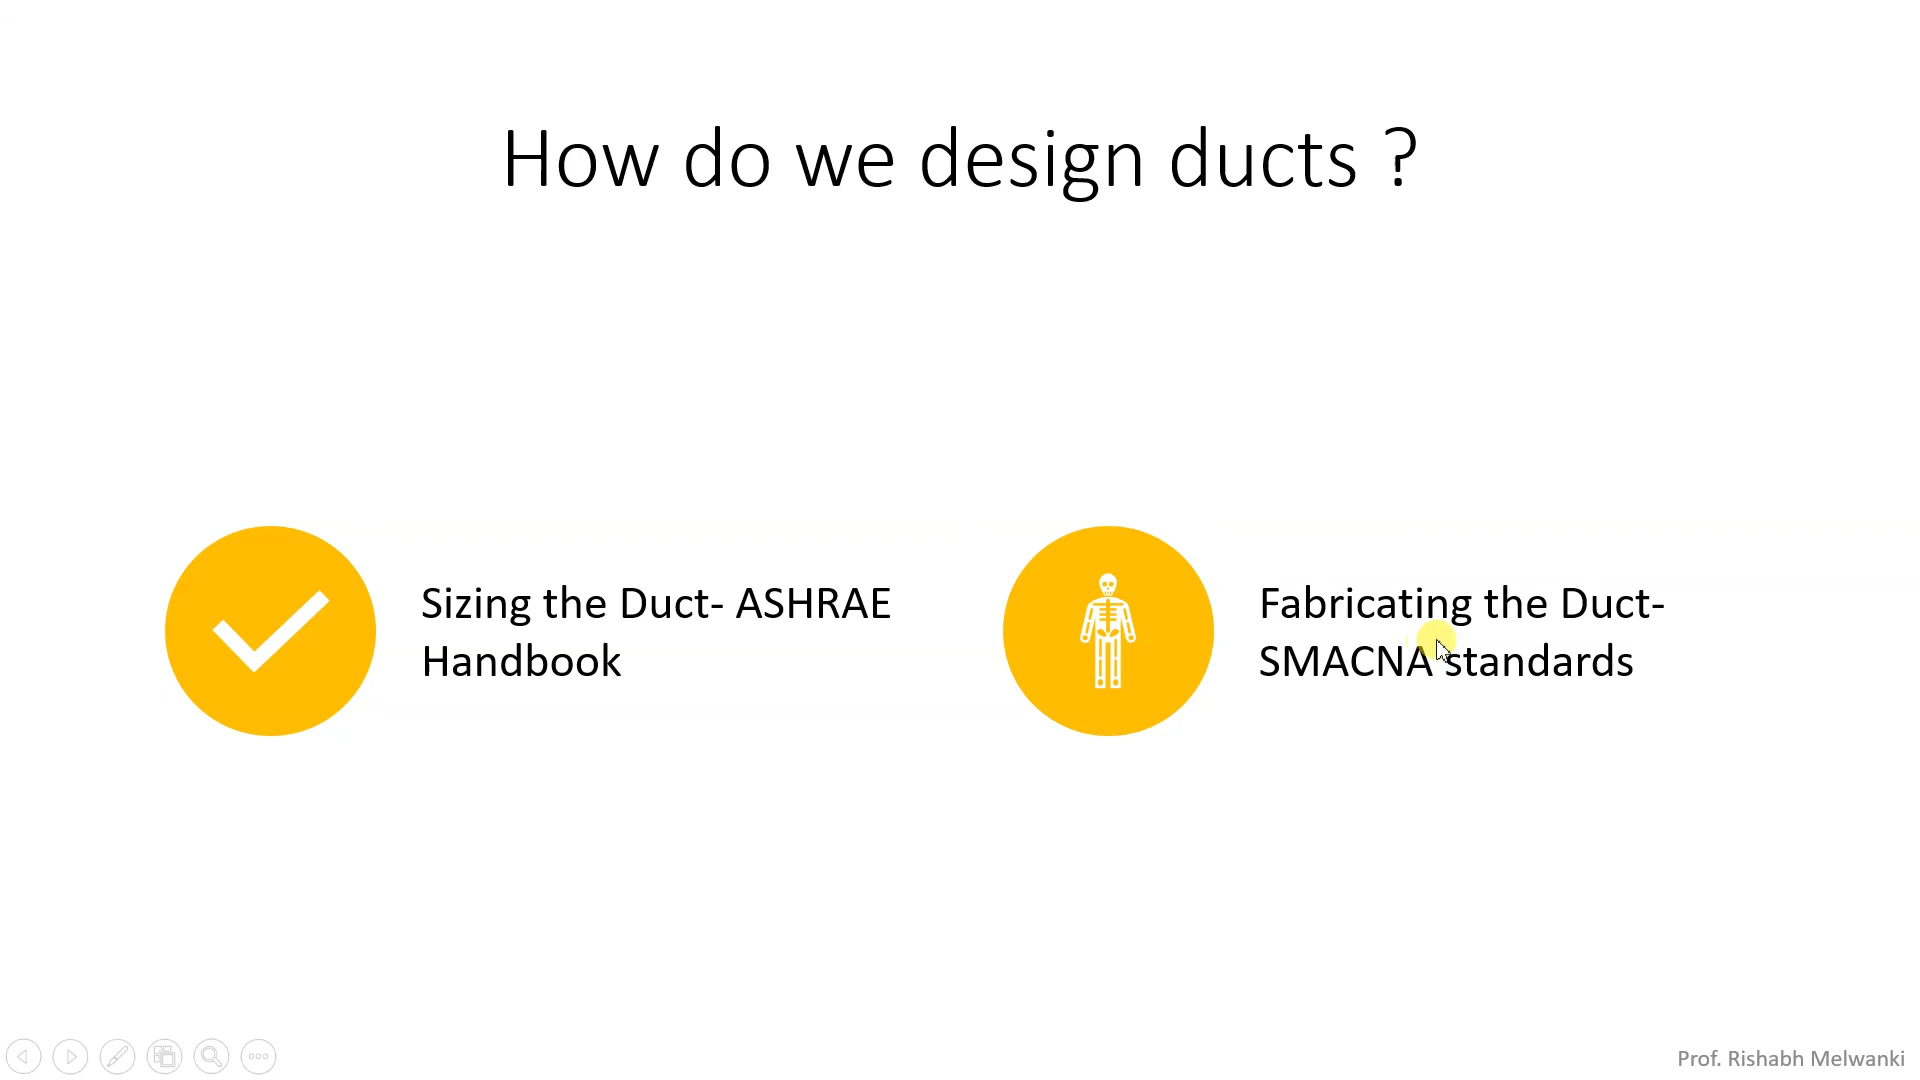 How do we design ducts ?
Sizing the Duct- ASHRAE
Handbook
Fabricating the Duct-
SMACNA standards
Prof. Rishabh Melwanki